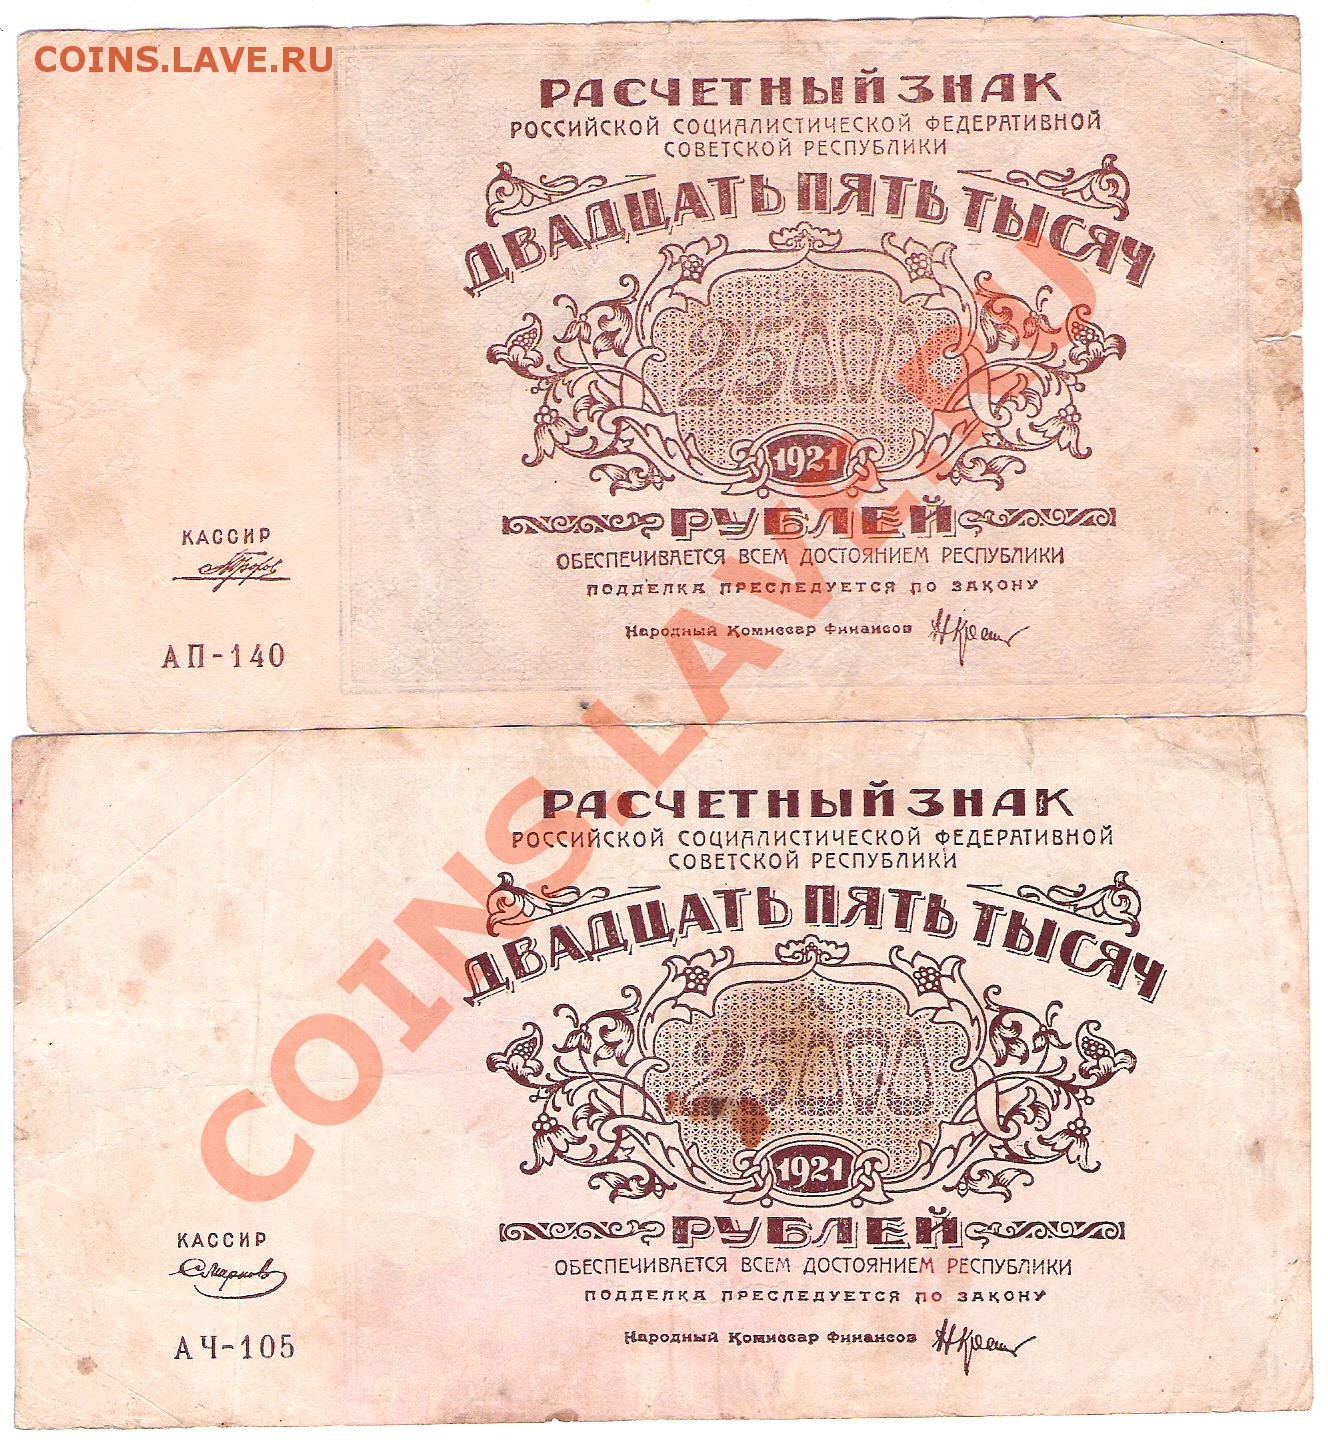 COINS.LAVE.RU
РАСЧЕТНЫЙ ЗНАК
РОССИЙСКОЙ СОЦИАЛИСТИЧЕСКОЙ ФЕДЕРАТИВНОЙ
СОВЕТСКОЙ РЕСПУБЛИКИ
ДВАДЦАТЬ ПЯТЬ ТЫСЯЧ
25000
1921
РУБЛЕЙ
ОБЕСПЕЧИВАЕТСЯ ВСЕМ ДОСТОЯНИЕМ РЕСПУБЛИКИ
ПОДДЕЛКА ПРЕСЛЕДУЕТСЯ ПО ЗАКОНУ
Народный Комиссар Финансов
КАССИР
АП-140
COINS.LAVE.RU
РАСЧЕТНЫЙ ЗНАК
РОССИЙСКОЙ СОЦИАЛИСТИЧЕСКОЙ ФЕДЕРАТИВНОЙ
СОВЕТСКОЙ РЕСПУБЛИКИ
ДВАДЦАТЬ ПЯТЬ ТЫСЯЧ
25000
1921
РУБЛЕЙ
ОБЕСПЕЧИВАЕТСЯ ВСЕМ ДОСТОЯНИЕМ РЕСПУБЛИКИ
ПОДДЕЛКА ПРЕСЛЕДУЕТСЯ ПО ЗАКОНУ
Народный Комиссар Финансов
КАССИР
АЧ-105